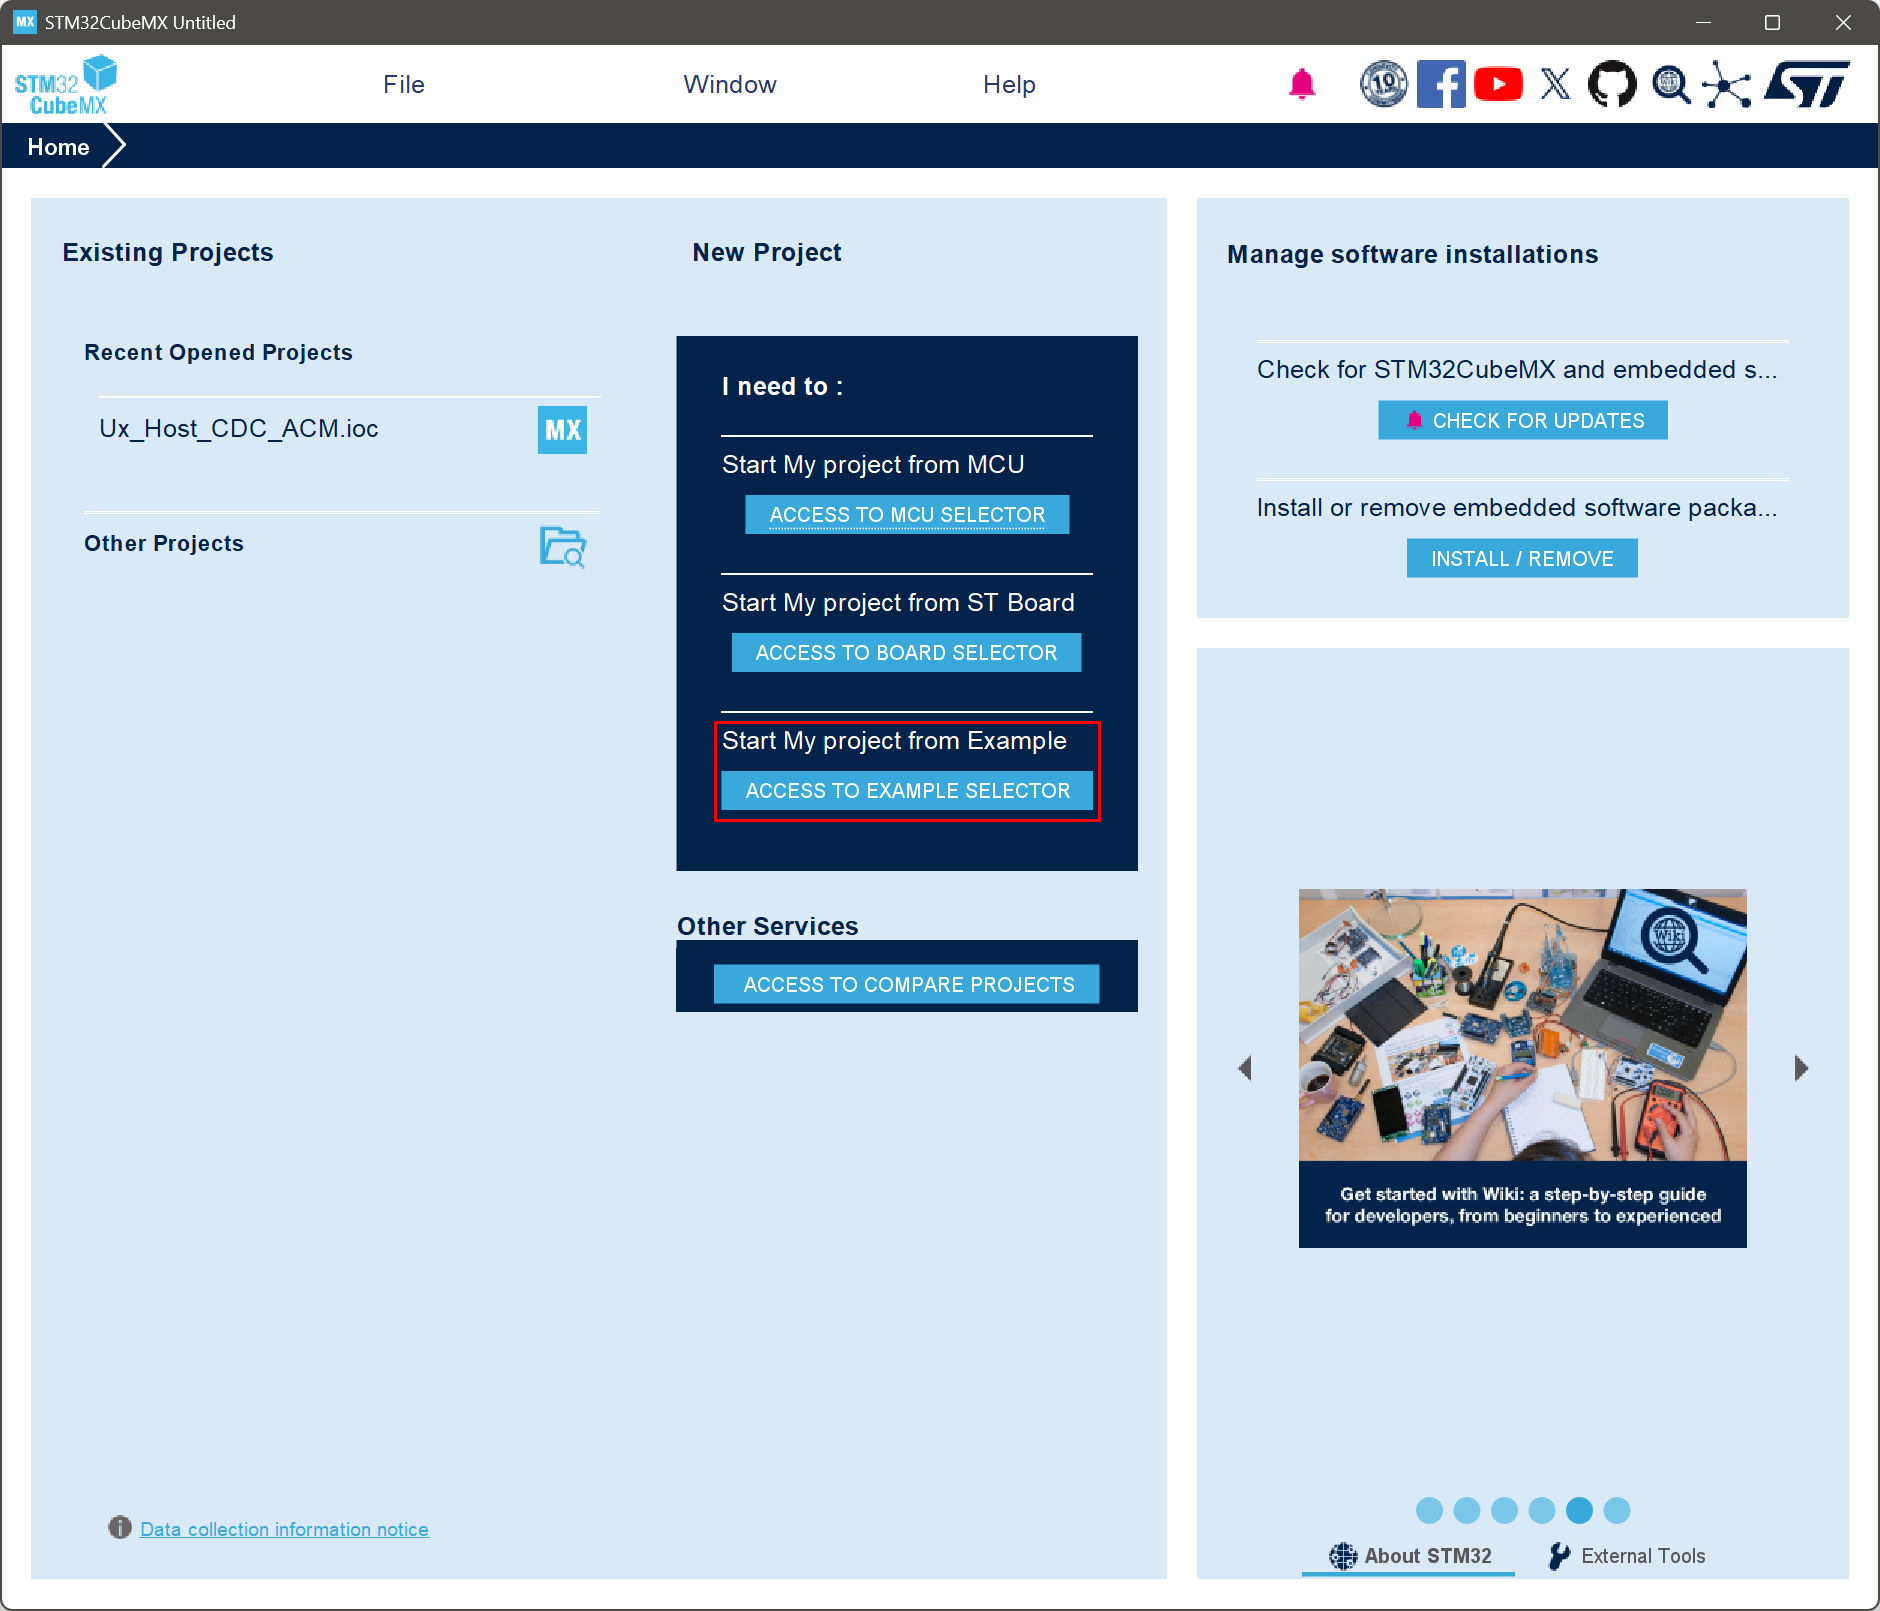 MX STM32CubeMX Untitled
STM32
CubeMX
File
Window
Help
10
Home
Existing Projects
Recent Opened Projects
Ux_Host_CDC_ACM.ioc
MX
Other Projects
New Project
I need to :
Start My project from MCU
ACCESS TO MCU SELECTOR
Start My project from ST Board
ACCESS TO BOARD SELECTOR
Start My project from Example
ACCESS TO EXAMPLE SELECTOR
Other Services
ACCESS TO COMPARE PROJECTS
Data collection information notice
Manage software installations
Check for STM32CubeMX and embedded s...
CHECK FOR UPDATES
Install or remove embedded software packa...
INSTALL / REMOVE
Wiki
Get started with Wiki: a step-by-step guide
for developers, from beginners to experienced
About STM32
External Tools